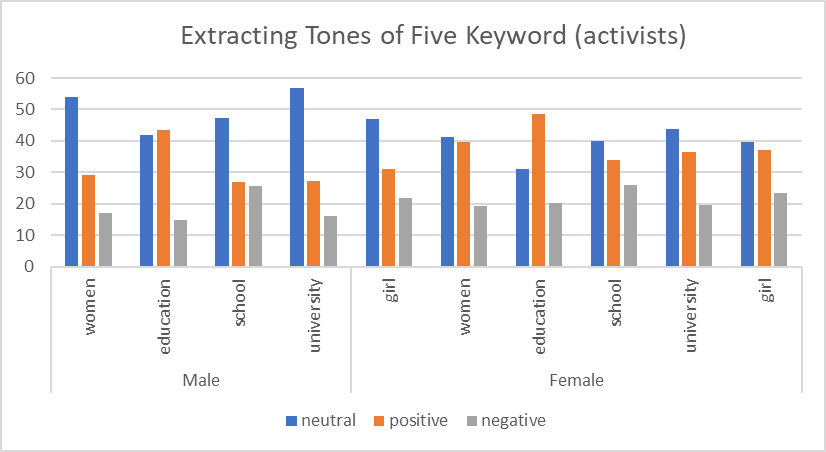 Extracting Tones of Five Keyword (activists)
60
50
40
30
20
10
0
women education school university girl women education school university girl
Male Female
neutral positive negative